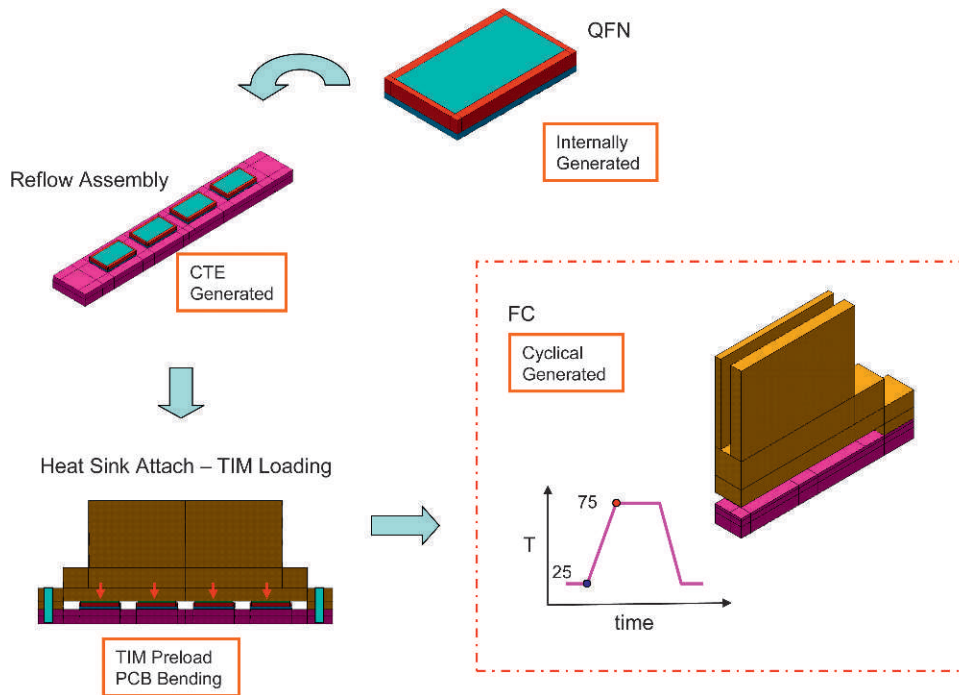 QFN
Internally
Generated
Reflow Assembly
CTE
Generated
Heat Sink Attach – TIM Loading
TIM Preload
PCB Bending
FC
Cyclical
Generated
75
T
25
time